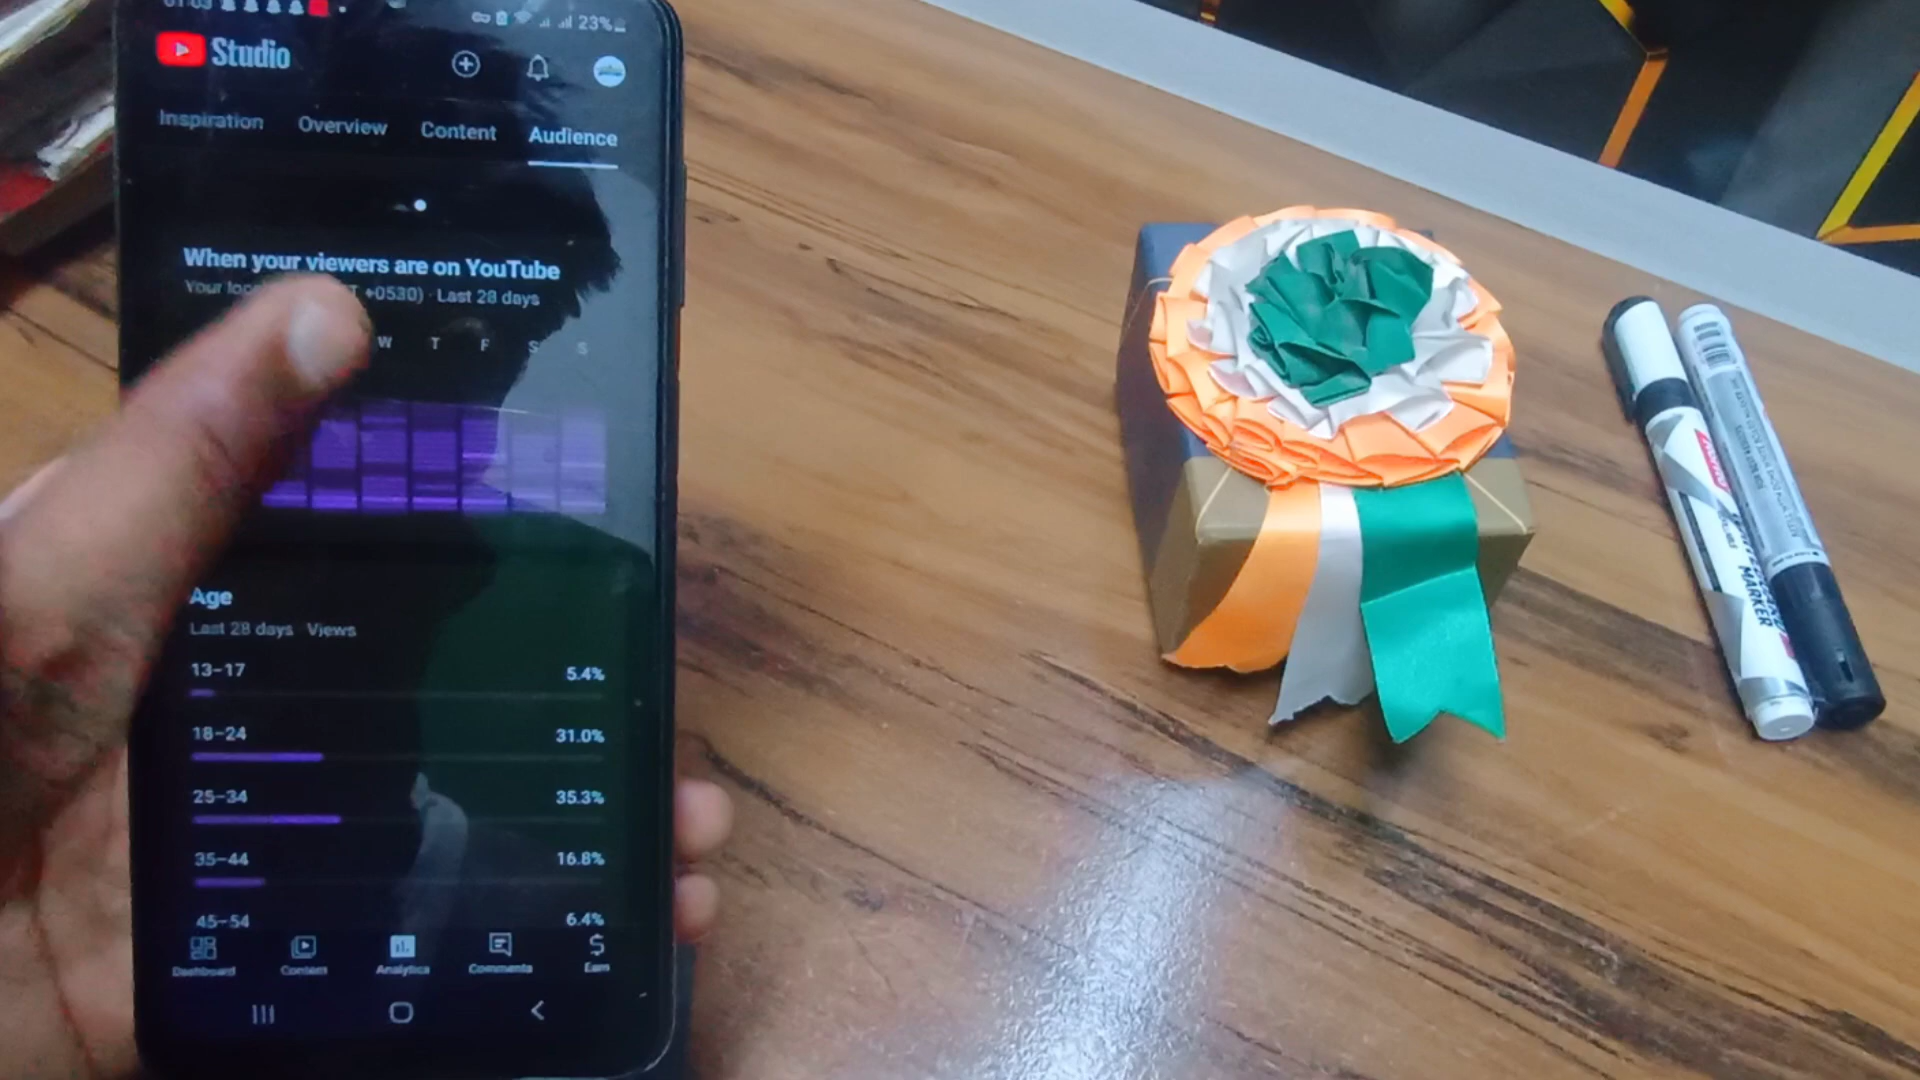 23%
Studio
Inspiration Overview Content Audience
When your viewers are on YouTube
Your +0530) · Last 28 days
W T F S S
Age
Last 28 days Views
13–17 5.4%
18–24 31.0%
25–34 35.3%
35–44 16.8%
45–54 6.4%
Dashboard Content Analytics Comments Earn
MARKER